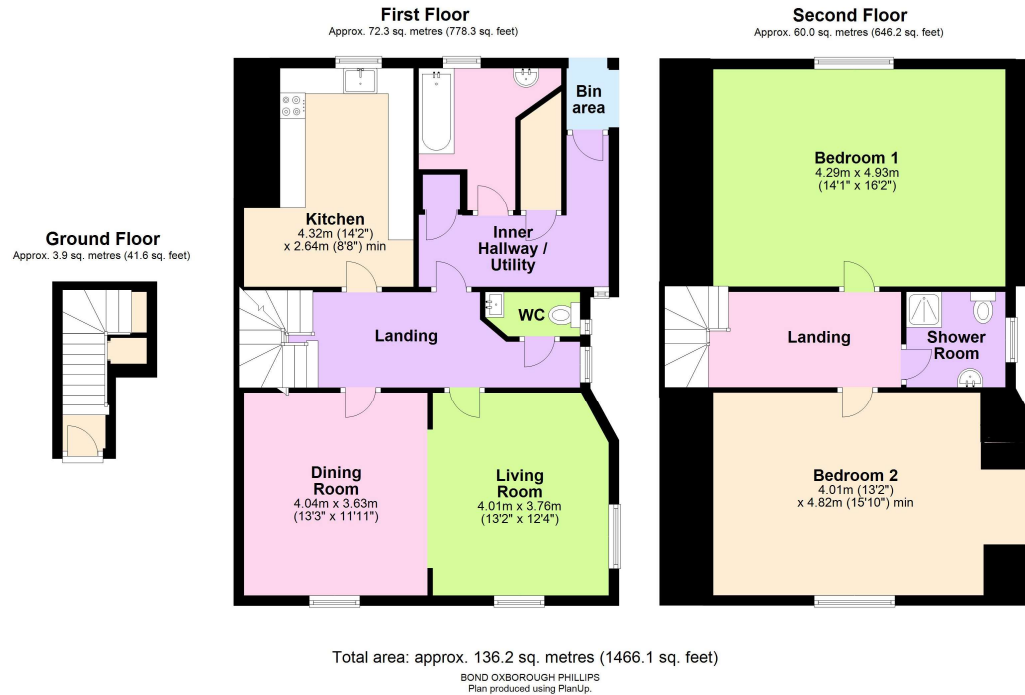 First Floor
Approx. 72.3 sq. metres (778.3 sq. feet)
Second Floor
Approx. 60.0 sq. metres (646.2 sq. feet)
Bin
area
Bedroom 1
4.29m x 4.93m
(14'1" x 16'2")
Kitchen
4.32m (14'2")
x 2.64m (8'8") min
Inner
Hallway /
Utility
Ground Floor
Approx. 3.9 sq. metres (41.6 sq. feet)
WC
Landing
Landing
Shower
Room
Dining
Room
4.04m x 3.63m
(13'3" x 11'11")
Living
Room
4.01m x 3.76m
(13'2" x 12'4")
Bedroom 2
4.01m (13'2")
x 4.82m (15'10") min
Total area: approx. 136.2 sq. metres (1466.1 sq. feet)
BOND OXBOROUGH PHILLIPS
Plan produced using PlanUp.